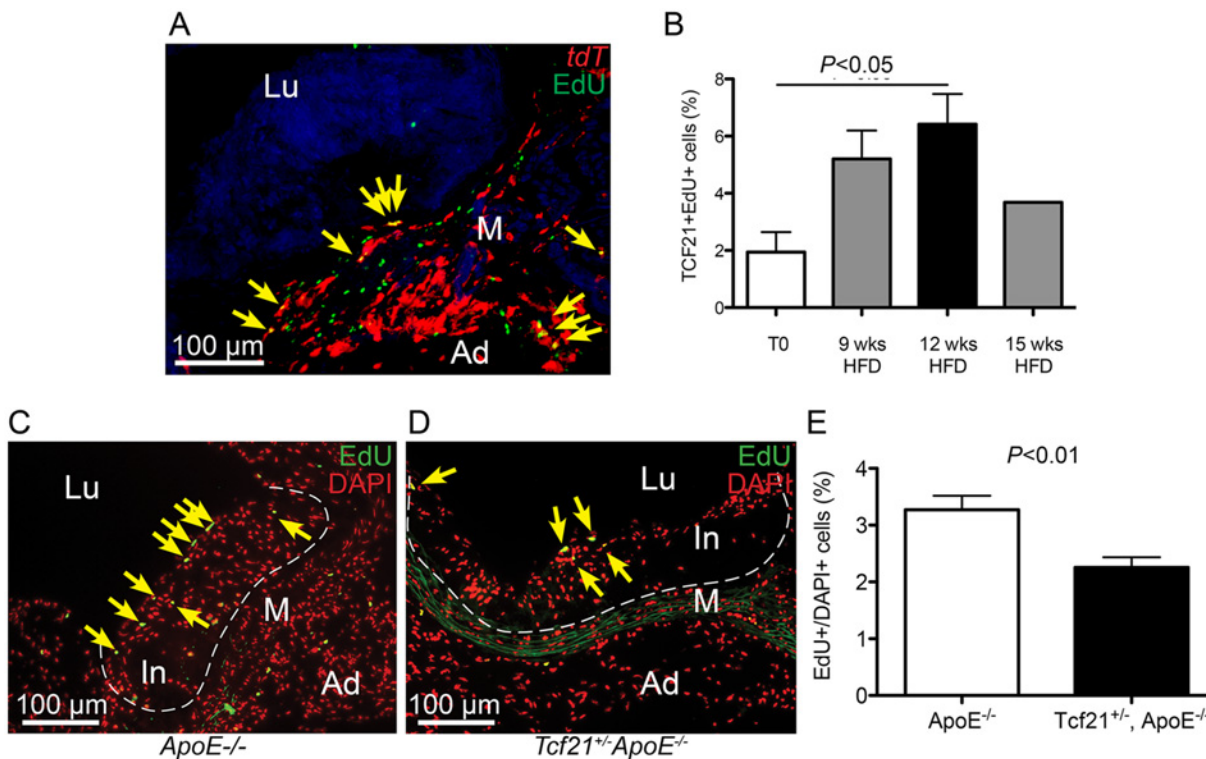 A
Lu
tdT
EdU
M
Ad
100 µm
B
P<0.05
TCF21+EdU+ cells (%)
8
6
4
2
0
T0
9 wks
HFD
12 wks
HFD
15 wks
HFD
C
EdU
DAPI
Lu
In
M
Ad
100 µm
ApoE-/-
D
EdU
DAPI
Lu
In
M
Ad
100 µm
Tcf21+/-ApoE-/-
E
P<0.01
EdU+/DAPI+ cells (%)
4
3
2
1
0
ApoE-/-
Tcf21+/-, ApoE-/-